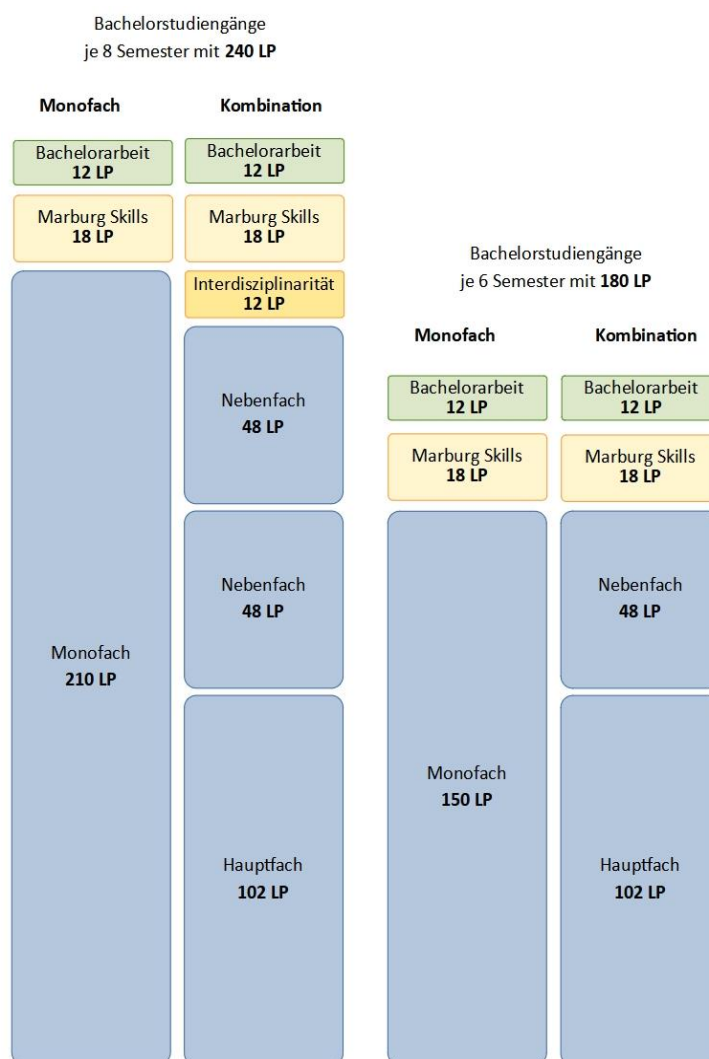 Bachelorstudiengänge
je 8 Semester mit 240 LP
Monofach
Kombination
Bachelorarbeit
12 LP
Marburg Skills
18 LP
Monofach
210 LP
Bachelorarbeit
12 LP
Marburg Skills
18 LP
Interdisziplinarität
12 LP
Nebenfach
48 LP
Nebenfach
48 LP
Hauptfach
102 LP
Bachelorstudiengänge
je 6 Semester mit 180 LP
Monofach
Kombination
Bachelorarbeit
12 LP
Marburg Skills
18 LP
Monofach
150 LP
Bachelorarbeit
12 LP
Marburg Skills
18 LP
Nebenfach
48 LP
Hauptfach
102 LP